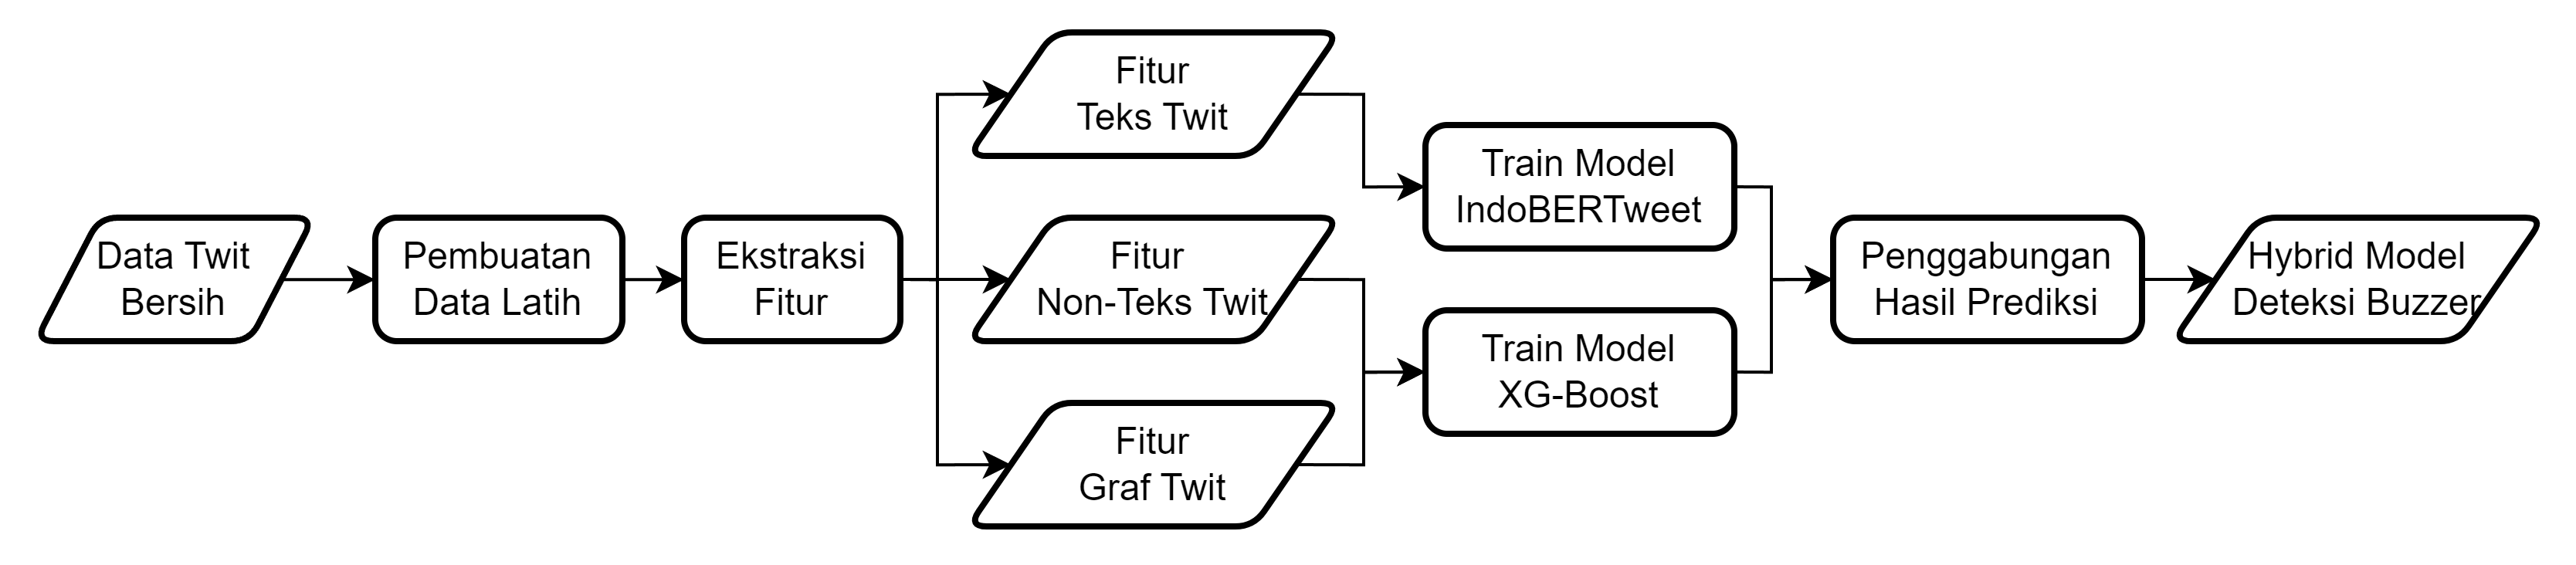 Data Twit
Bersih
Pembuatan
Data Latih
Ekstraksi
Fitur
Fitur
Teks Twit
Fitur
Non-Teks Twit
Fitur
Graf Twit
Train Model
IndoBERTweet
Train Model
XG-Boost
Penggabungan
Hasil Prediksi
Hybrid Model
Deteksi Buzzer